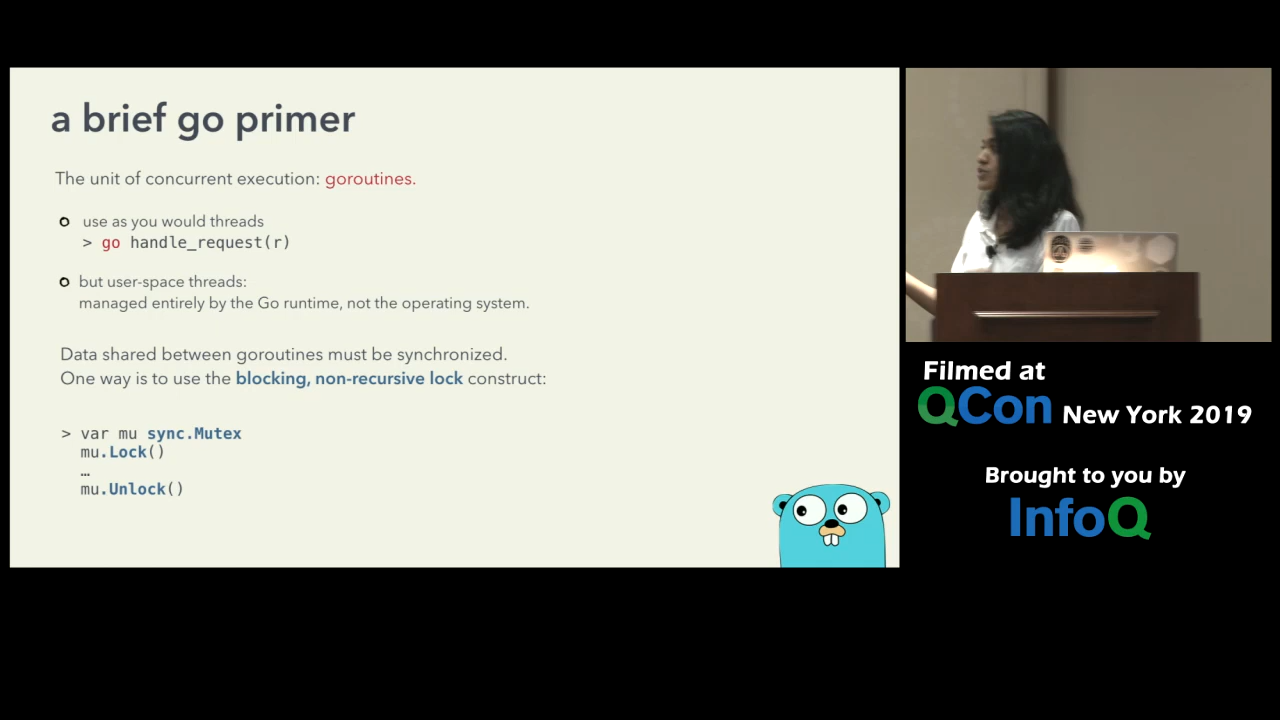 a brief go primer
The unit of concurrent execution: goroutines.
use as you would threads
> go handle_request(r)
but user-space threads:
managed entirely by the Go runtime, not the operating system.
Data shared between goroutines must be synchronized.
One way is to use the blocking, non-recursive lock construct:
> var mu sync.Mutex
mu.Lock()
…
mu.Unlock()
Filmed at
QCon New York 2019
Brought to you by
InfoQ